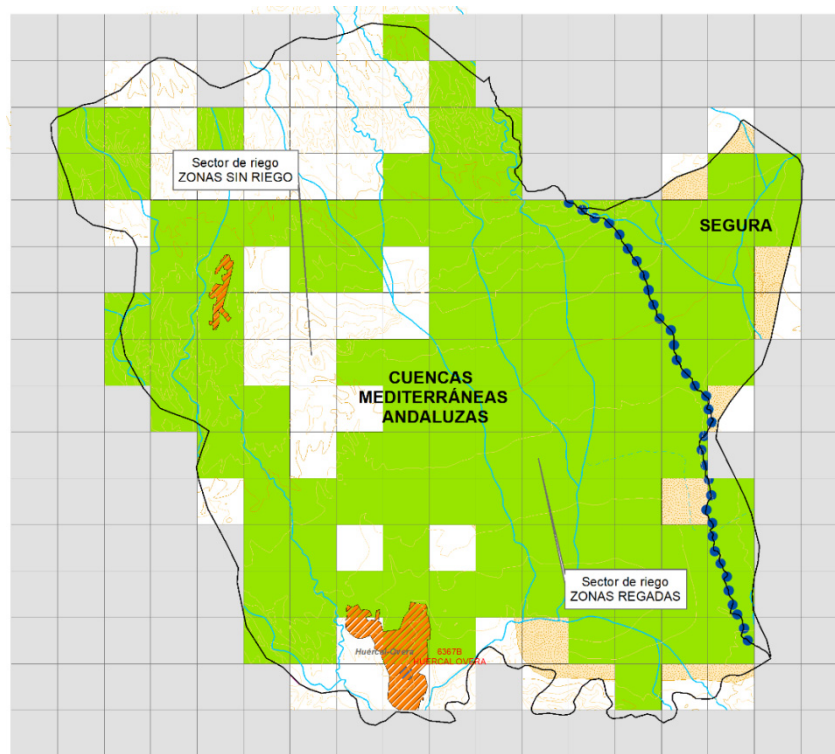 Sector de riego
ZONAS SIN RIEGO
SEGURA
CUENCAS
MEDITERRÁNEAS
ANDALUZAS
Sector de riego
ZONAS REGADAS
Huércal-Overa
6367B
HUERCAL OVERA